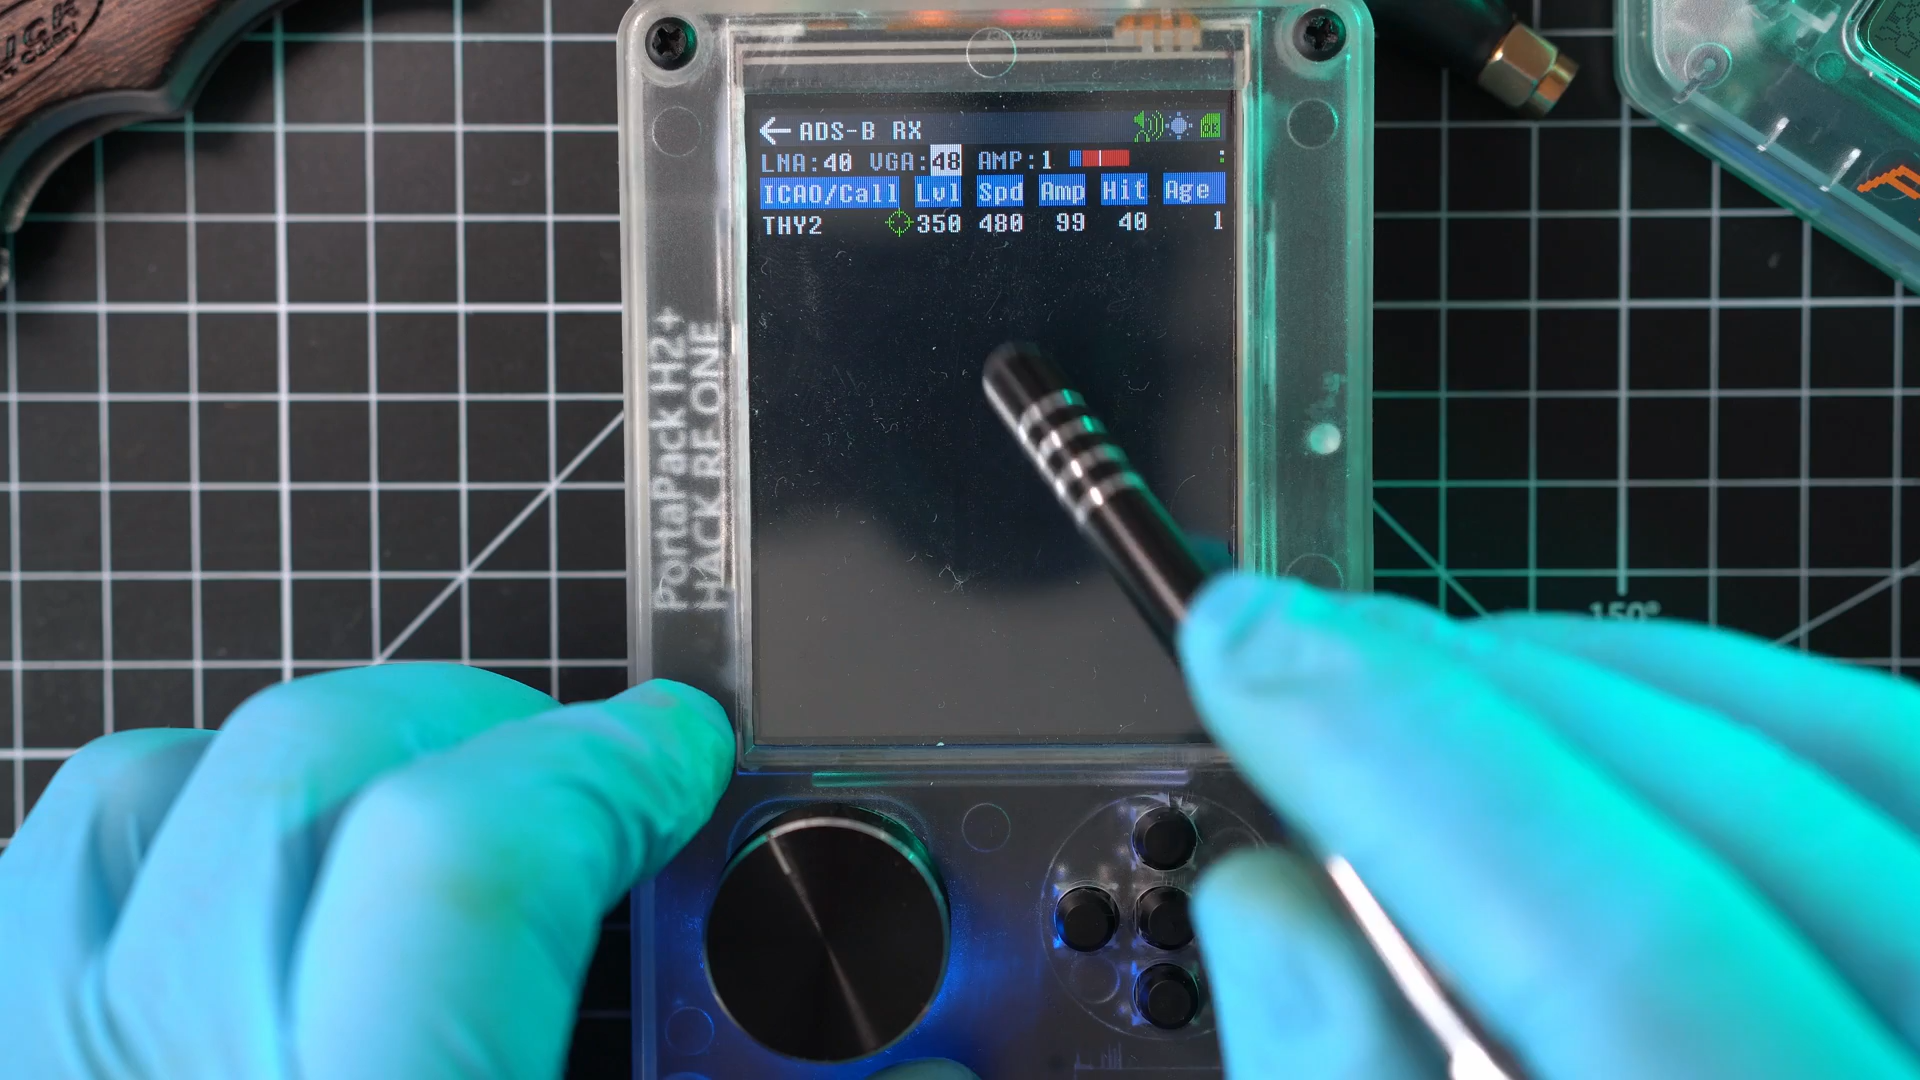 ADS-B RX
LNA:40 VGA:48 AMP:1
ICAO/Call Lvl Spd Amp Hit Age
THY2 350 480 99 40 1
PortaPack H2+
HACK RF ONE
150°